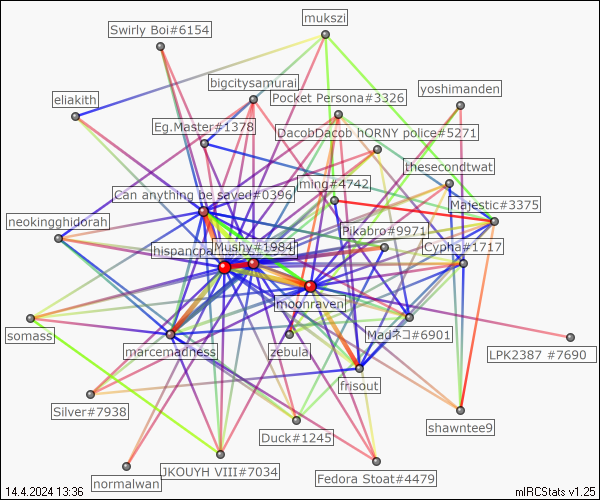 mukszi
Swirly Boi#6154
bigcitysamurai
yoshimanden
eliakith
Pocket Persona#3326
Eg.Master#1378
DacobDacob hORNY police#5271
thesecondtwat
ming#4742
Can anything be saved#0396
Majestic#3375
neokingghidorah
Pikabro#9971
hispancpa
Mushy#1984
Cypha#1717
moonraven
somass
Madネコ#6901
marcemadness
zebula
LPK2387 #7690
frisout
Silver#7938
shawntee9
Duck#1245
JKOUYH VIII#7034
Fedora Stoat#4479
normalwan
14.4.2024 13:36
mIRCStats v1.25